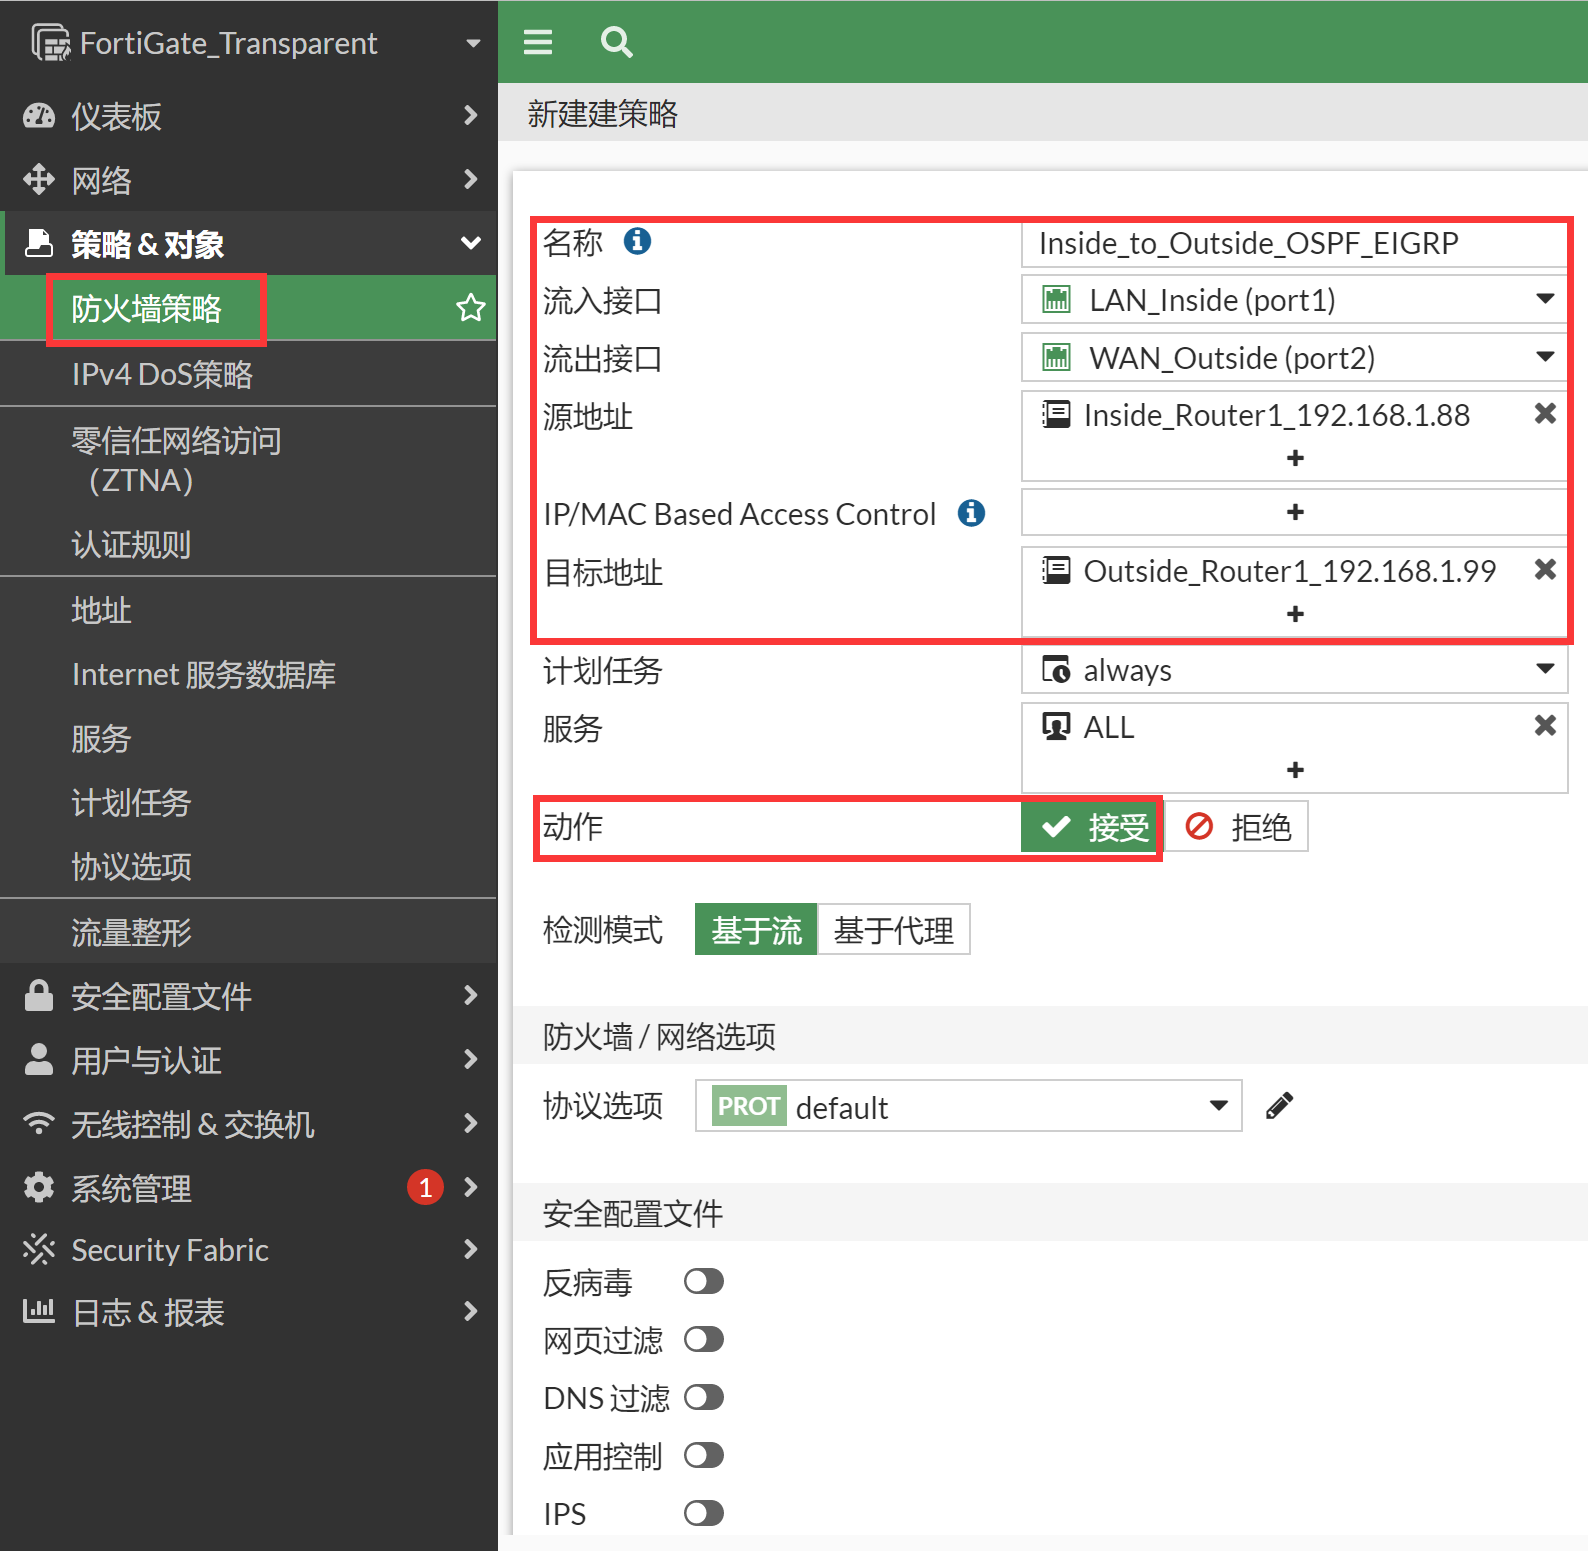 FortiGate_Transparent
仪表板
网络
策略 & 对象
防火墙策略
IPv4 DoS策略
零信任网络访问
（ZTNA）
认证规则
地址
Internet 服务数据库
服务
计划任务
协议选项
流量整形
安全配置文件
用户与认证
无线控制 & 交换机
系统管理 1
Security Fabric
日志 & 报表
新建建策略
名称 Inside_to_Outside_OSPF_EIGRP
流入接口 LAN_Inside (port1)
流出接口 WAN_Outside (port2)
源地址 Inside_Router1_192.168.1.88
+
IP/MAC Based Access Control +
目标地址 Outside_Router1_192.168.1.99
+
计划任务 always
服务 ALL
+
动作 接受 拒绝
检测模式 基于流 基于代理
防火墙 / 网络选项
协议选项 PROT default
安全配置文件
反病毒
网页过滤
DNS 过滤
应用控制
IPS